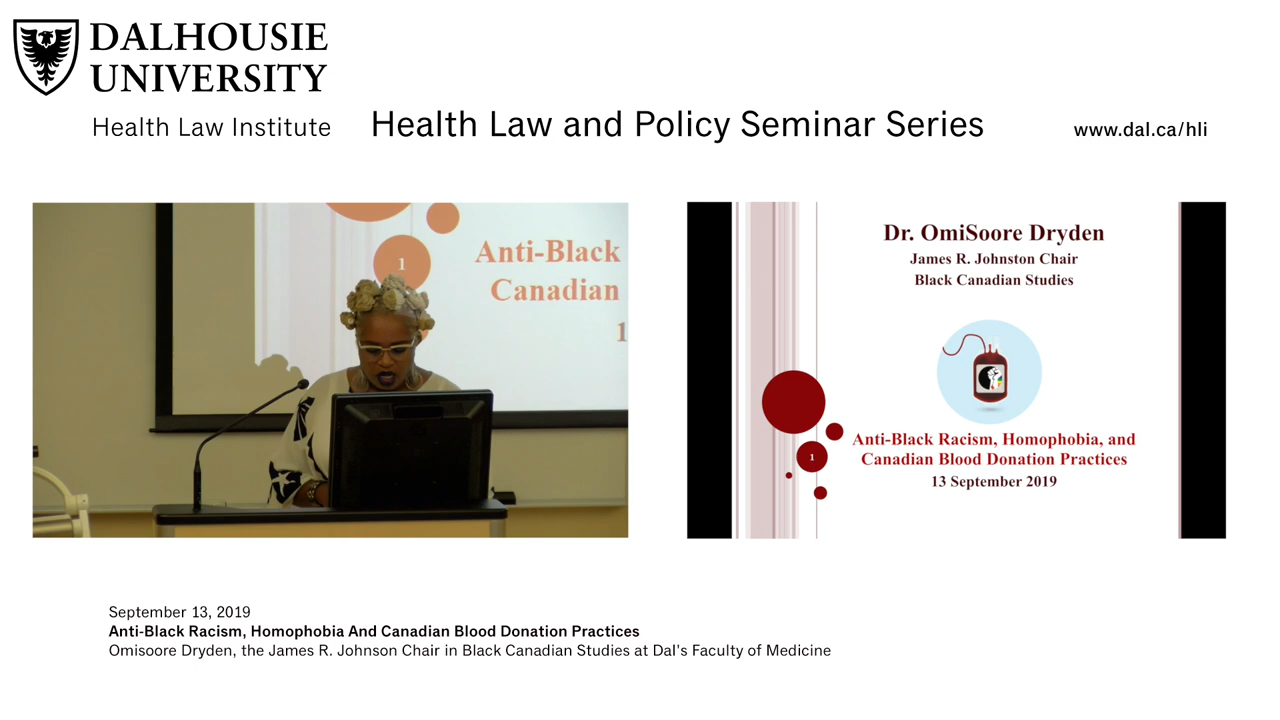 DALHOUSIE
UNIVERSITY
Health Law Institute
Health Law and Policy Seminar Series
www.dal.ca/hli
1
Anti-Black
Canadian
1
Dr. OmiSoore Dryden
James R. Johnston Chair
Black Canadian Studies
1
Anti-Black Racism, Homophobia, and
Canadian Blood Donation Practices
13 September 2019
September 13, 2019
Anti-Black Racism, Homophobia And Canadian Blood Donation Practices
Omisoore Dryden, the James R. Johnson Chair in Black Canadian Studies at Dal's Faculty of Medicine